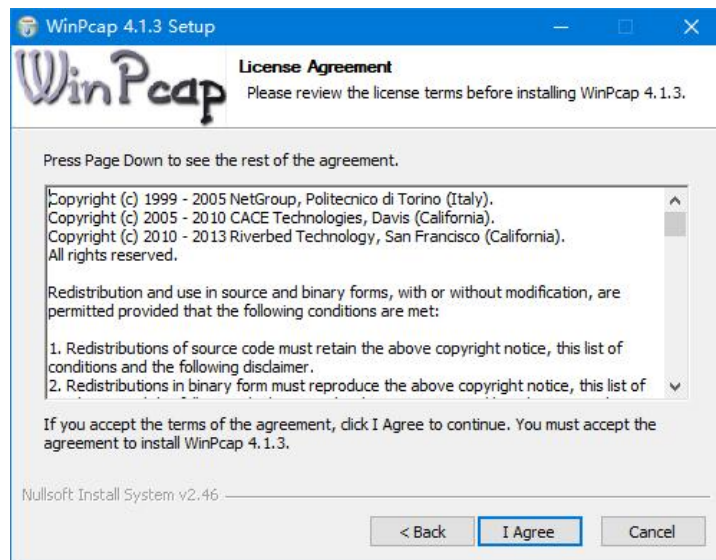 WinPcap 4.1.3 Setup
WinPcap
License Agreement
Please review the license terms before installing WinPcap 4.1.3.
Press Page Down to see the rest of the agreement.
Copyright (c) 1999 - 2005 NetGroup, Politecnico di Torino (Italy).
Copyright (c) 2005 - 2010 CACE Technologies, Davis (California).
Copyright (c) 2010 - 2013 Riverbed Technology, San Francisco (California).
All rights reserved.
Redistribution and use in source and binary forms, with or without modification, are
permitted provided that the following conditions are met:
1. Redistributions of source code must retain the above copyright notice, this list of
conditions and the following disclaimer.
2. Redistributions in binary form must reproduce the above copyright notice, this list of
If you accept the terms of the agreement, click I Agree to continue. You must accept the
agreement to install WinPcap 4.1.3.
Nullsoft Install System v2.46
< Back
I Agree
Cancel